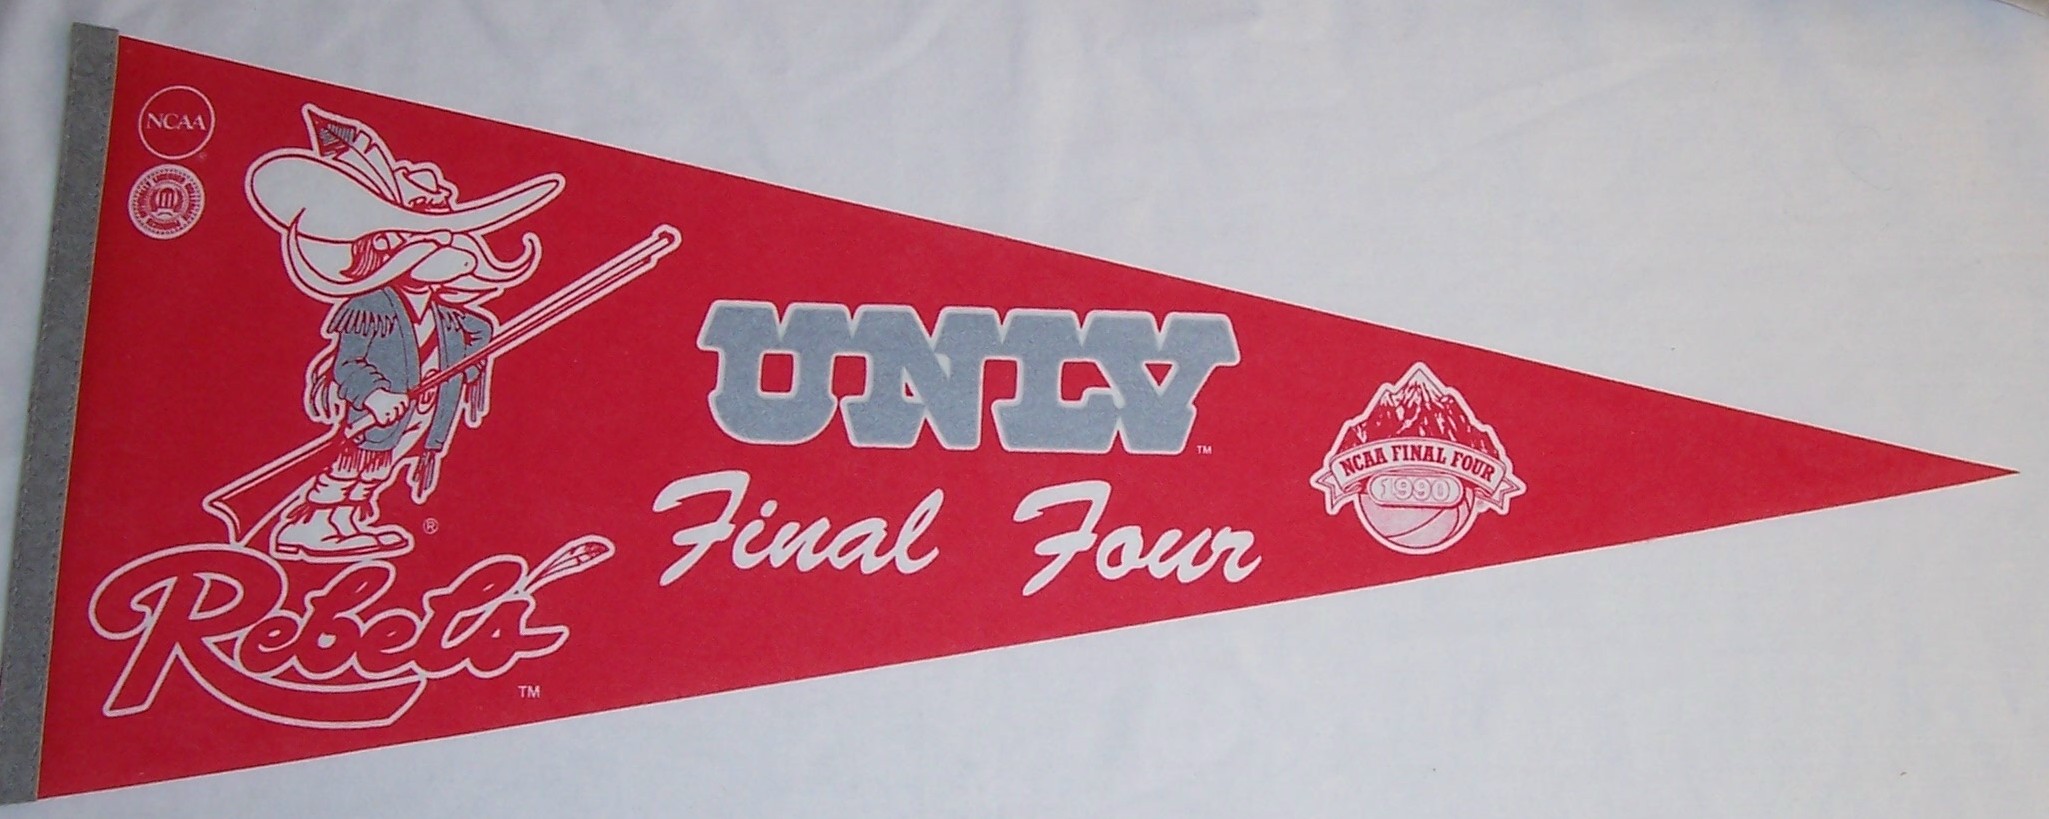 NCAA
UNLV
TM
Final Four
NCAA FINAL FOUR
1990
®
Rebels
TM